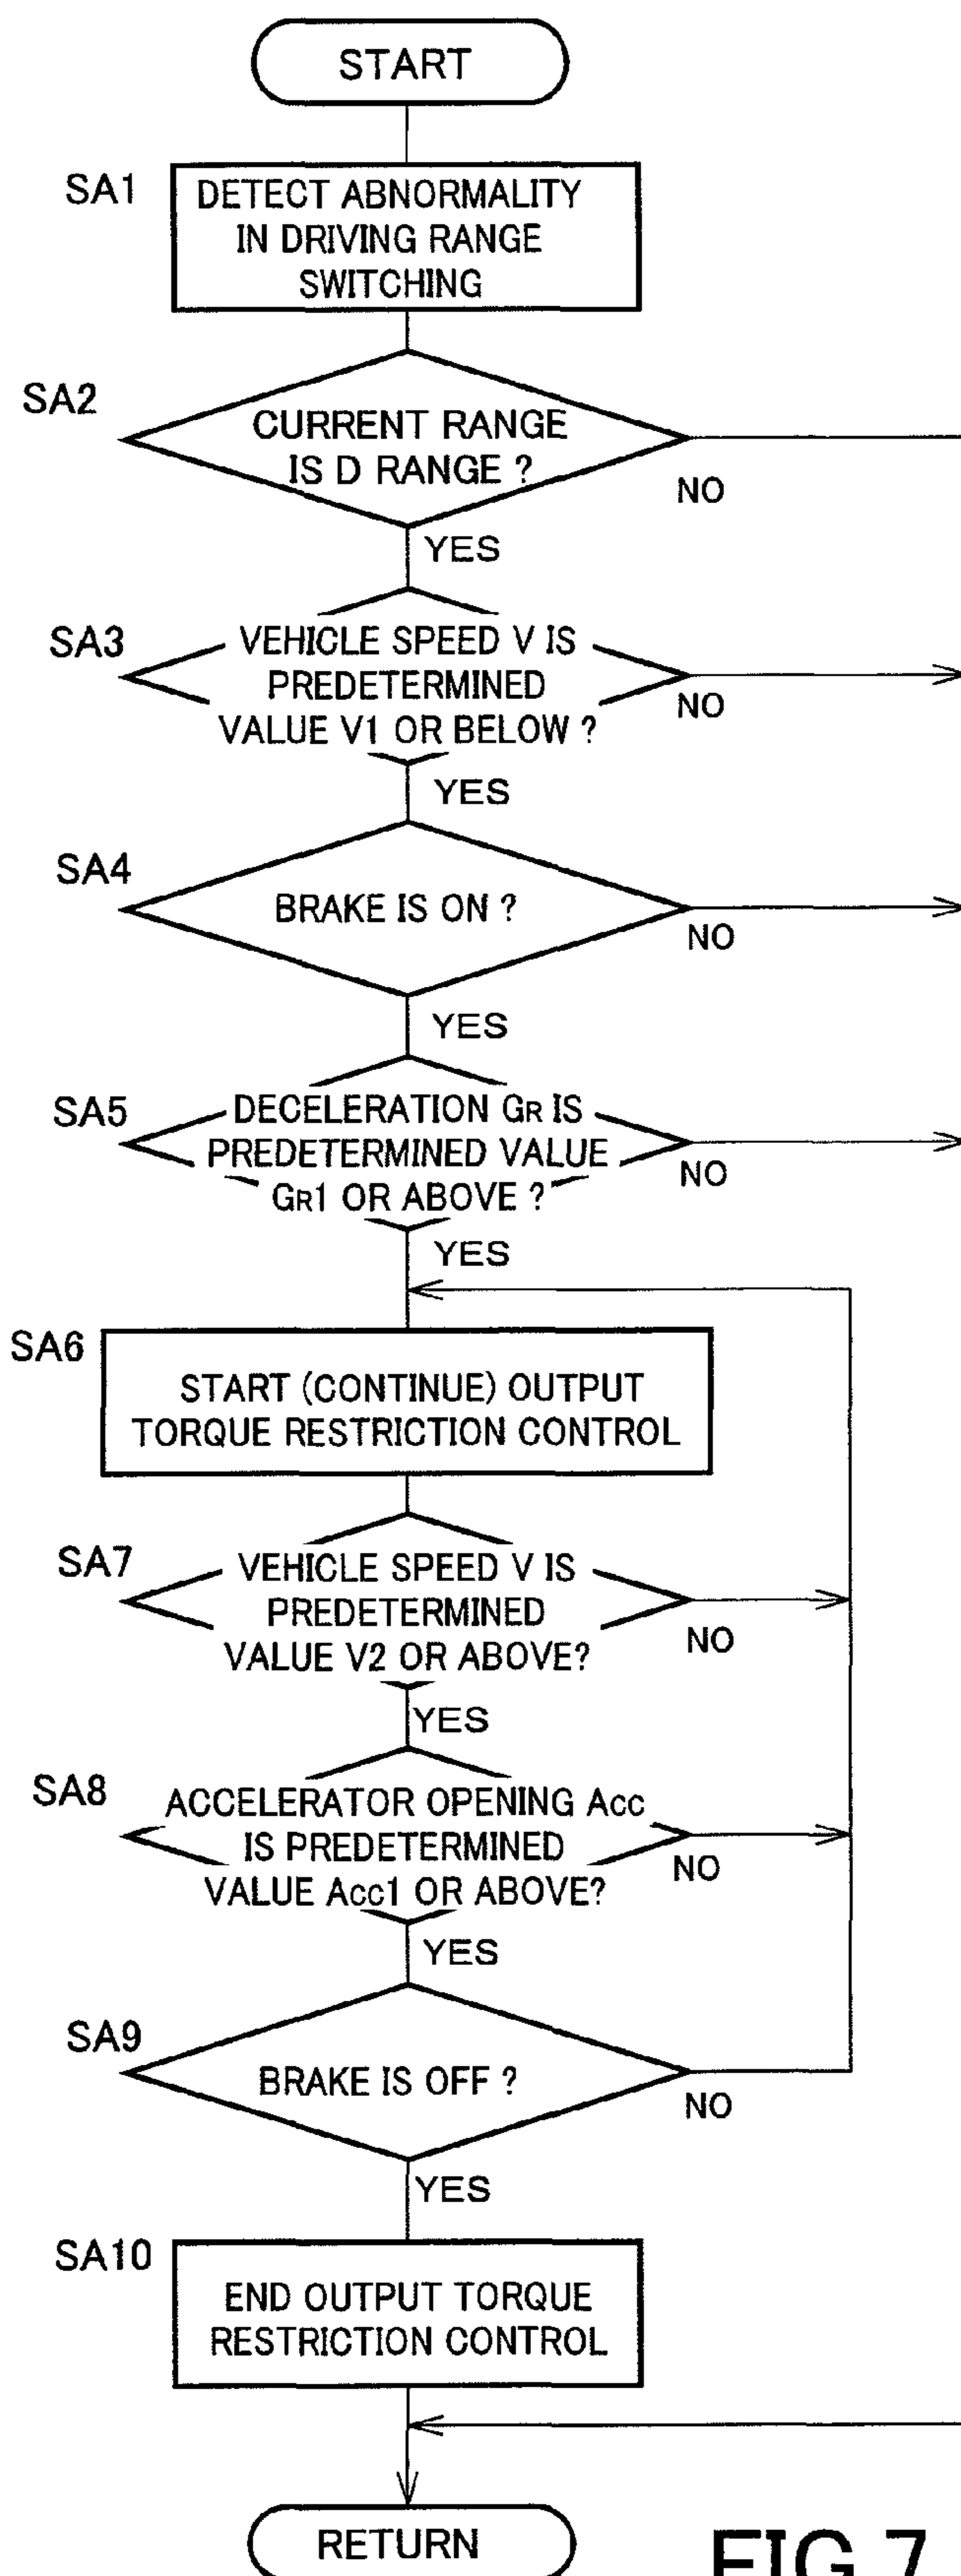 START
SA1
DETECT ABNORMALITY
IN DRIVING RANGE
SWITCHING
SA2
CURRENT RANGE
IS D RANGE ?
NO
YES
SA3
VEHICLE SPEED V IS
PREDETERMINED
VALUE V1 OR BELOW ?
NO
YES
SA4
BRAKE IS ON ?
NO
YES
SA5
DECELERATION GR IS
PREDETERMINED VALUE
GR1 OR ABOVE ?
NO
YES
SA6
START (CONTINUE) OUTPUT
TORQUE RESTRICTION CONTROL
SA7
VEHICLE SPEED V IS
PREDETERMINED
VALUE V2 OR ABOVE?
NO
YES
SA8
ACCELERATOR OPENING ACC
IS PREDETERMINED
VALUE ACC1 OR ABOVE?
NO
YES
SA9
BRAKE IS OFF ?
NO
YES
SA10
END OUTPUT TORQUE
RESTRICTION CONTROL
RETURN
FIG. 7